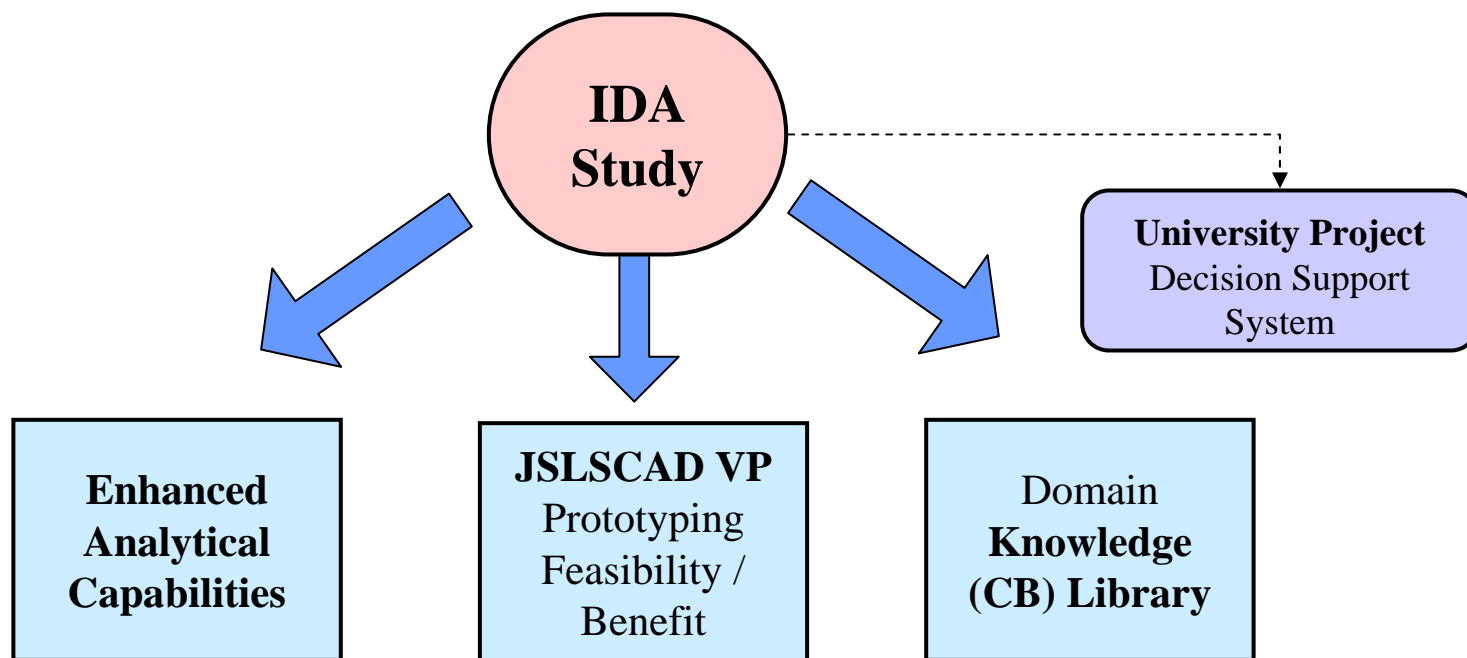 IDA
Study
University Project
Decision Support
System
Enhanced
Analytical
Capabilities
JSLSCAD VP
Prototyping
Feasibility /
Benefit
Domain
Knowledge
(CB) Library